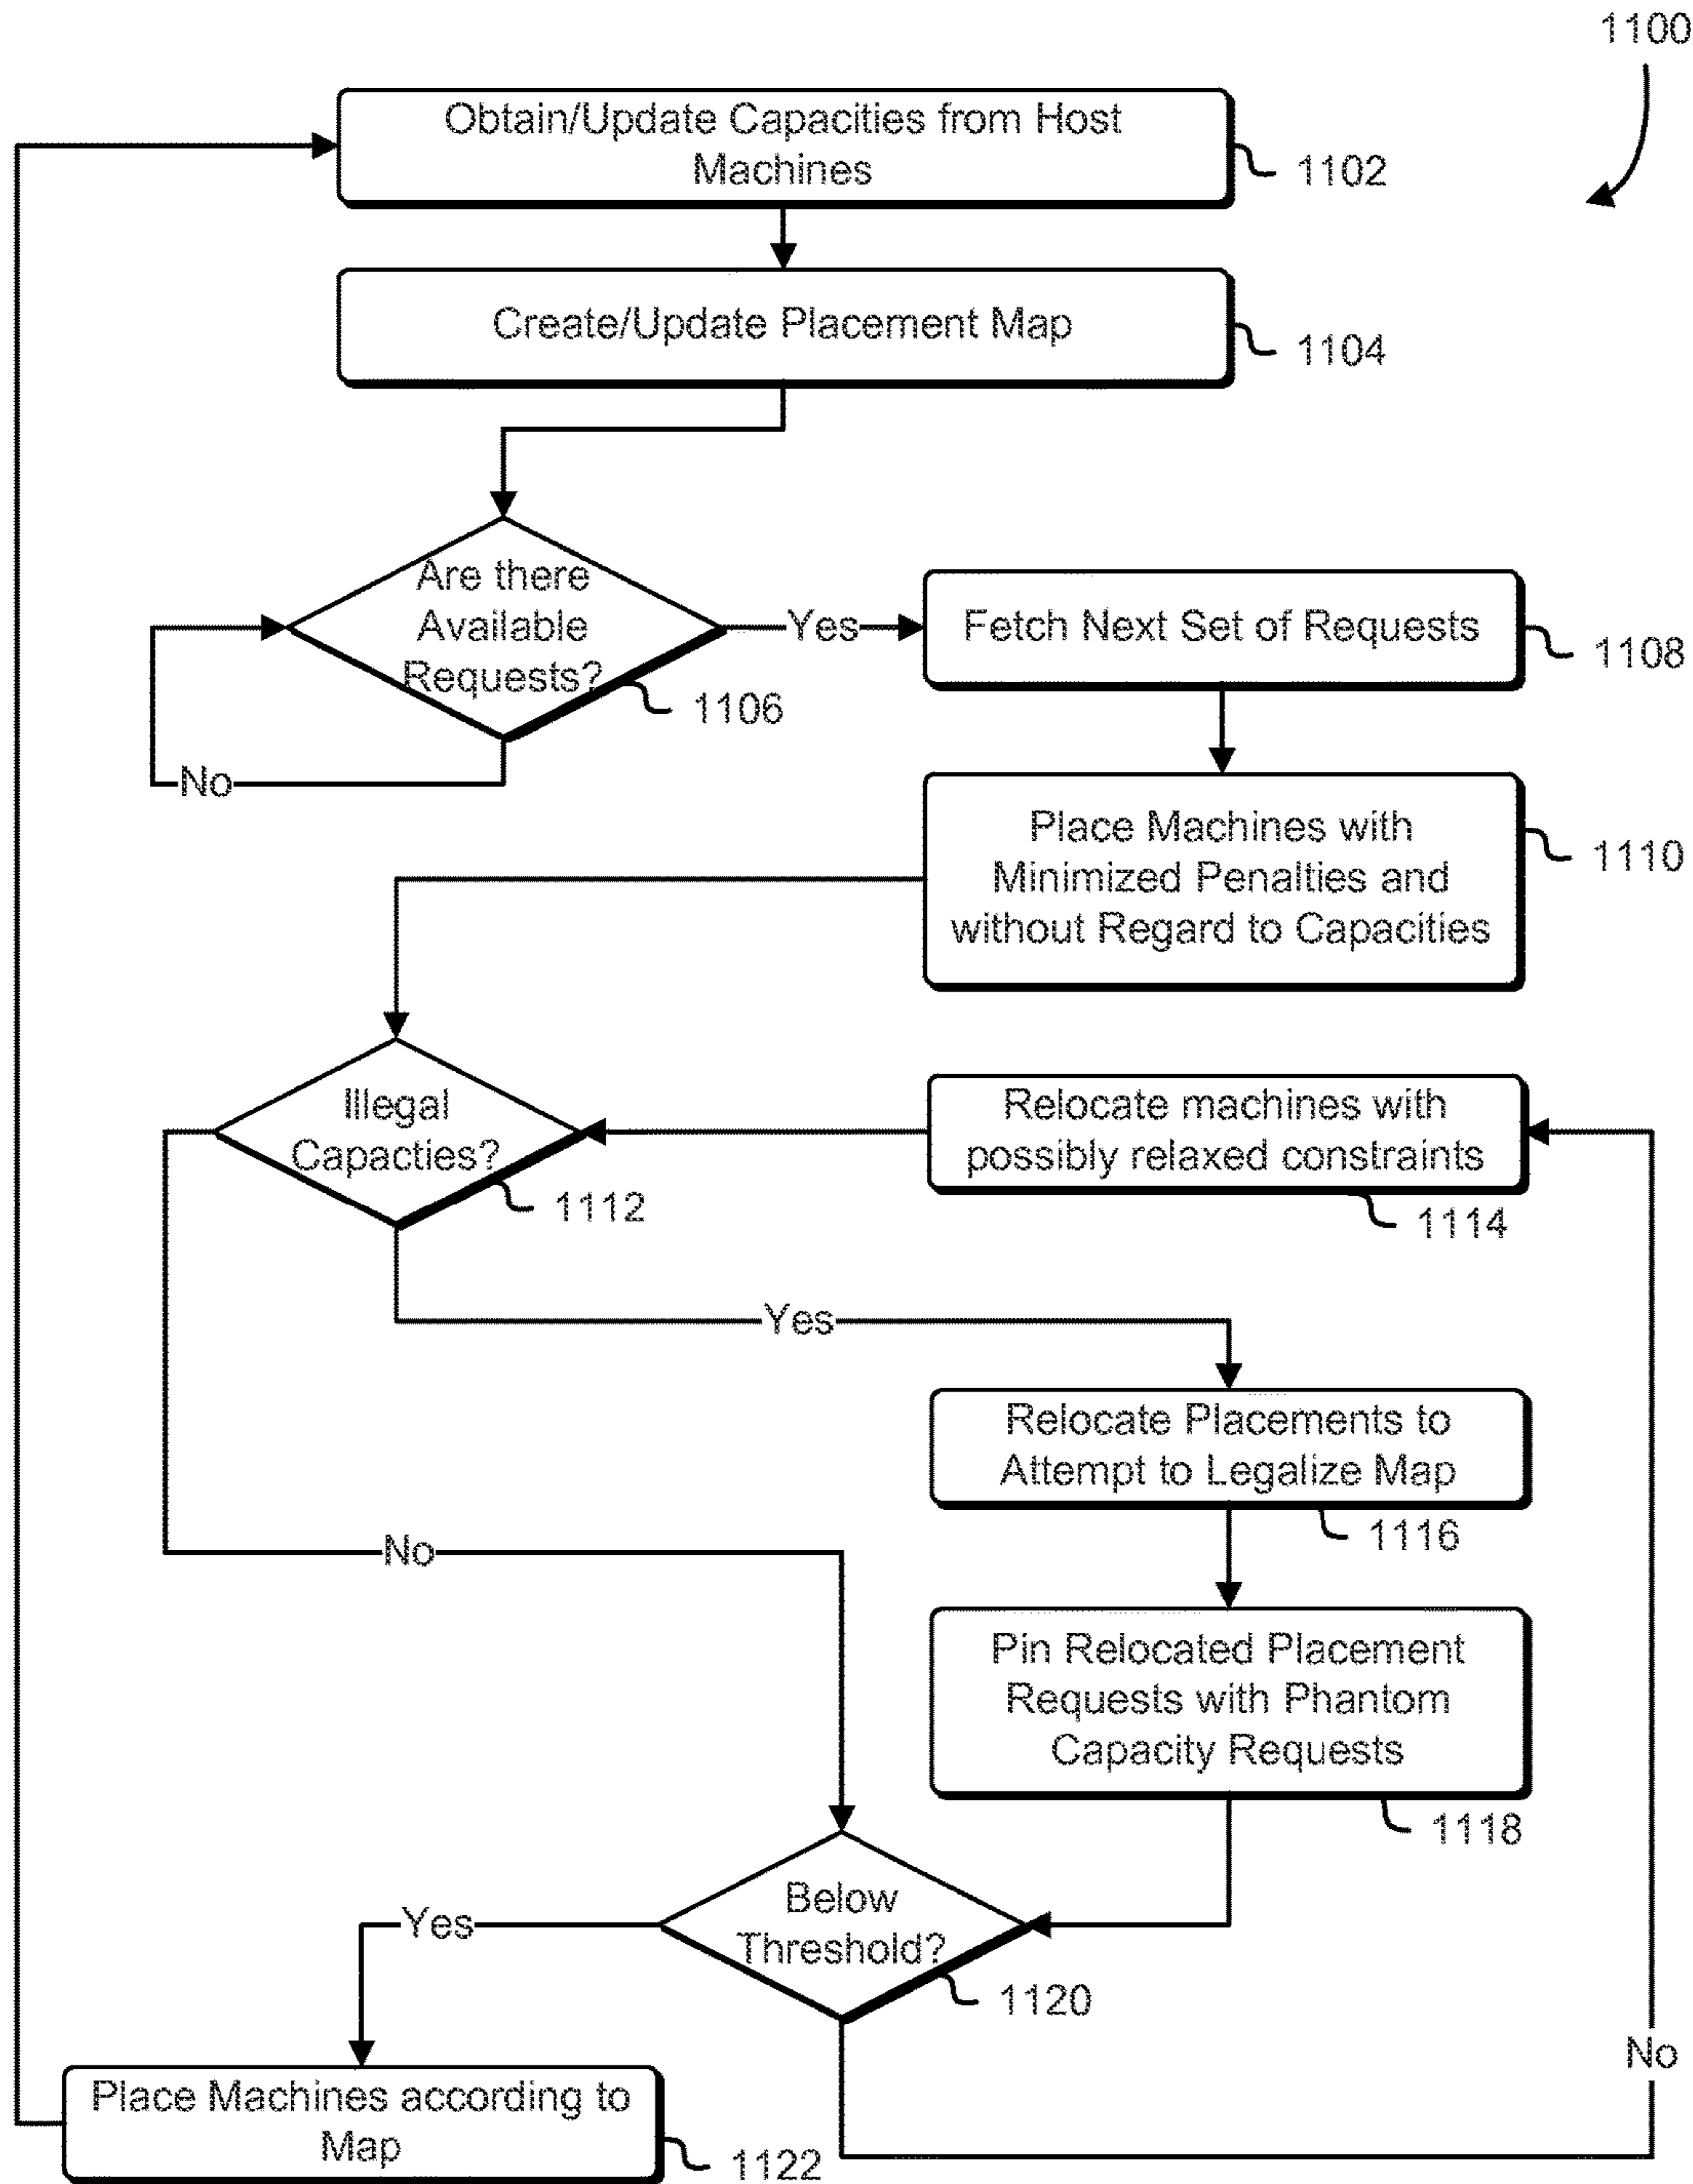 1100
Obtain/Update Capacities from Host
Machines
1102
Create/Update Placement Map
1104
Are there
Available
Requests?
1106
Yes
No
Fetch Next Set of Requests
1108
Place Machines with
Minimized Penalties and
without Regard to Capacities
1110
Illegal
Capacties?
1112
Relocate machines with
possibly relaxed constraints
1114
Yes
Relocate Placements to
Attempt to Legalize Map
1116
No
Pin Relocated Placement
Requests with Phantom
Capacity Requests
1118
Below
Threshold?
1120
Yes
No
Place Machines according to
Map
1122